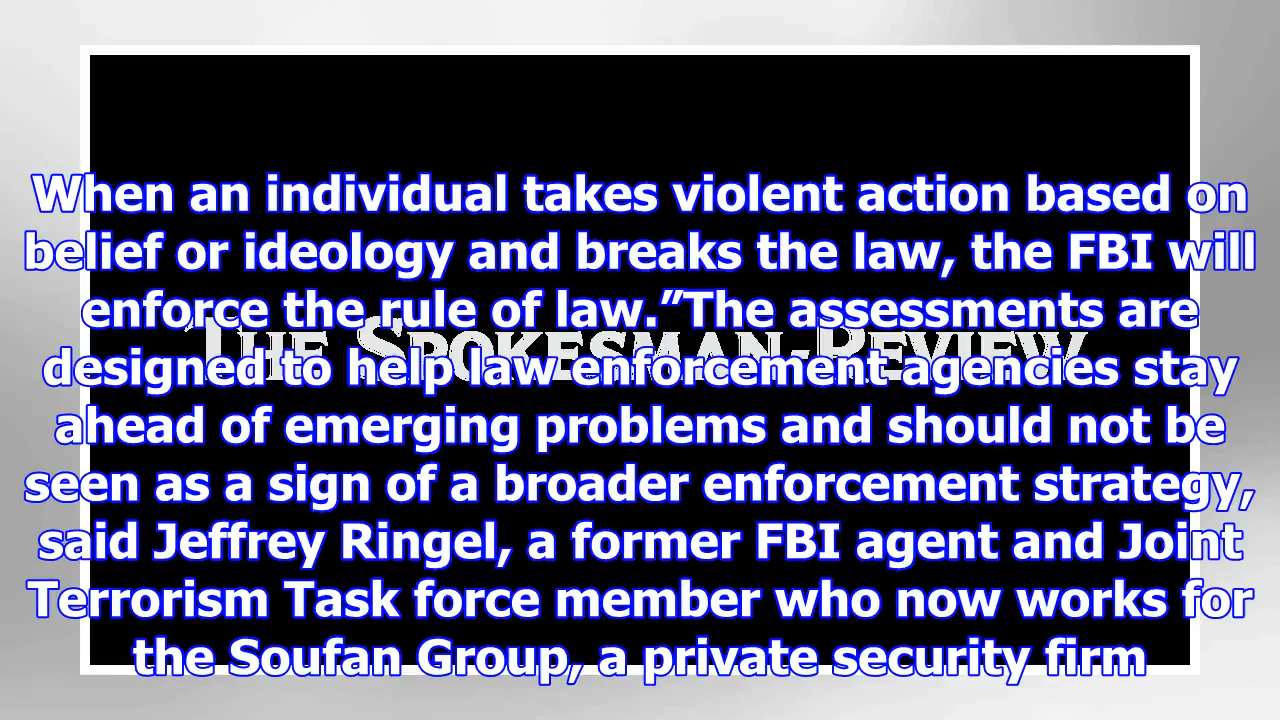 When an individual takes violent action based on
belief or ideology and breaks the law, the FBI will
enforce the rule of law.”The assessments are
THE SPOKESMAN-REVIEW
designed to help law enforcement agencies stay
ahead of emerging problems and should not be
seen as a sign of a broader enforcement strategy,
said Jeffrey Ringel, a former FBI agent and Joint
Terrorism Task force member who now works for
the Soufan Group, a private security firm